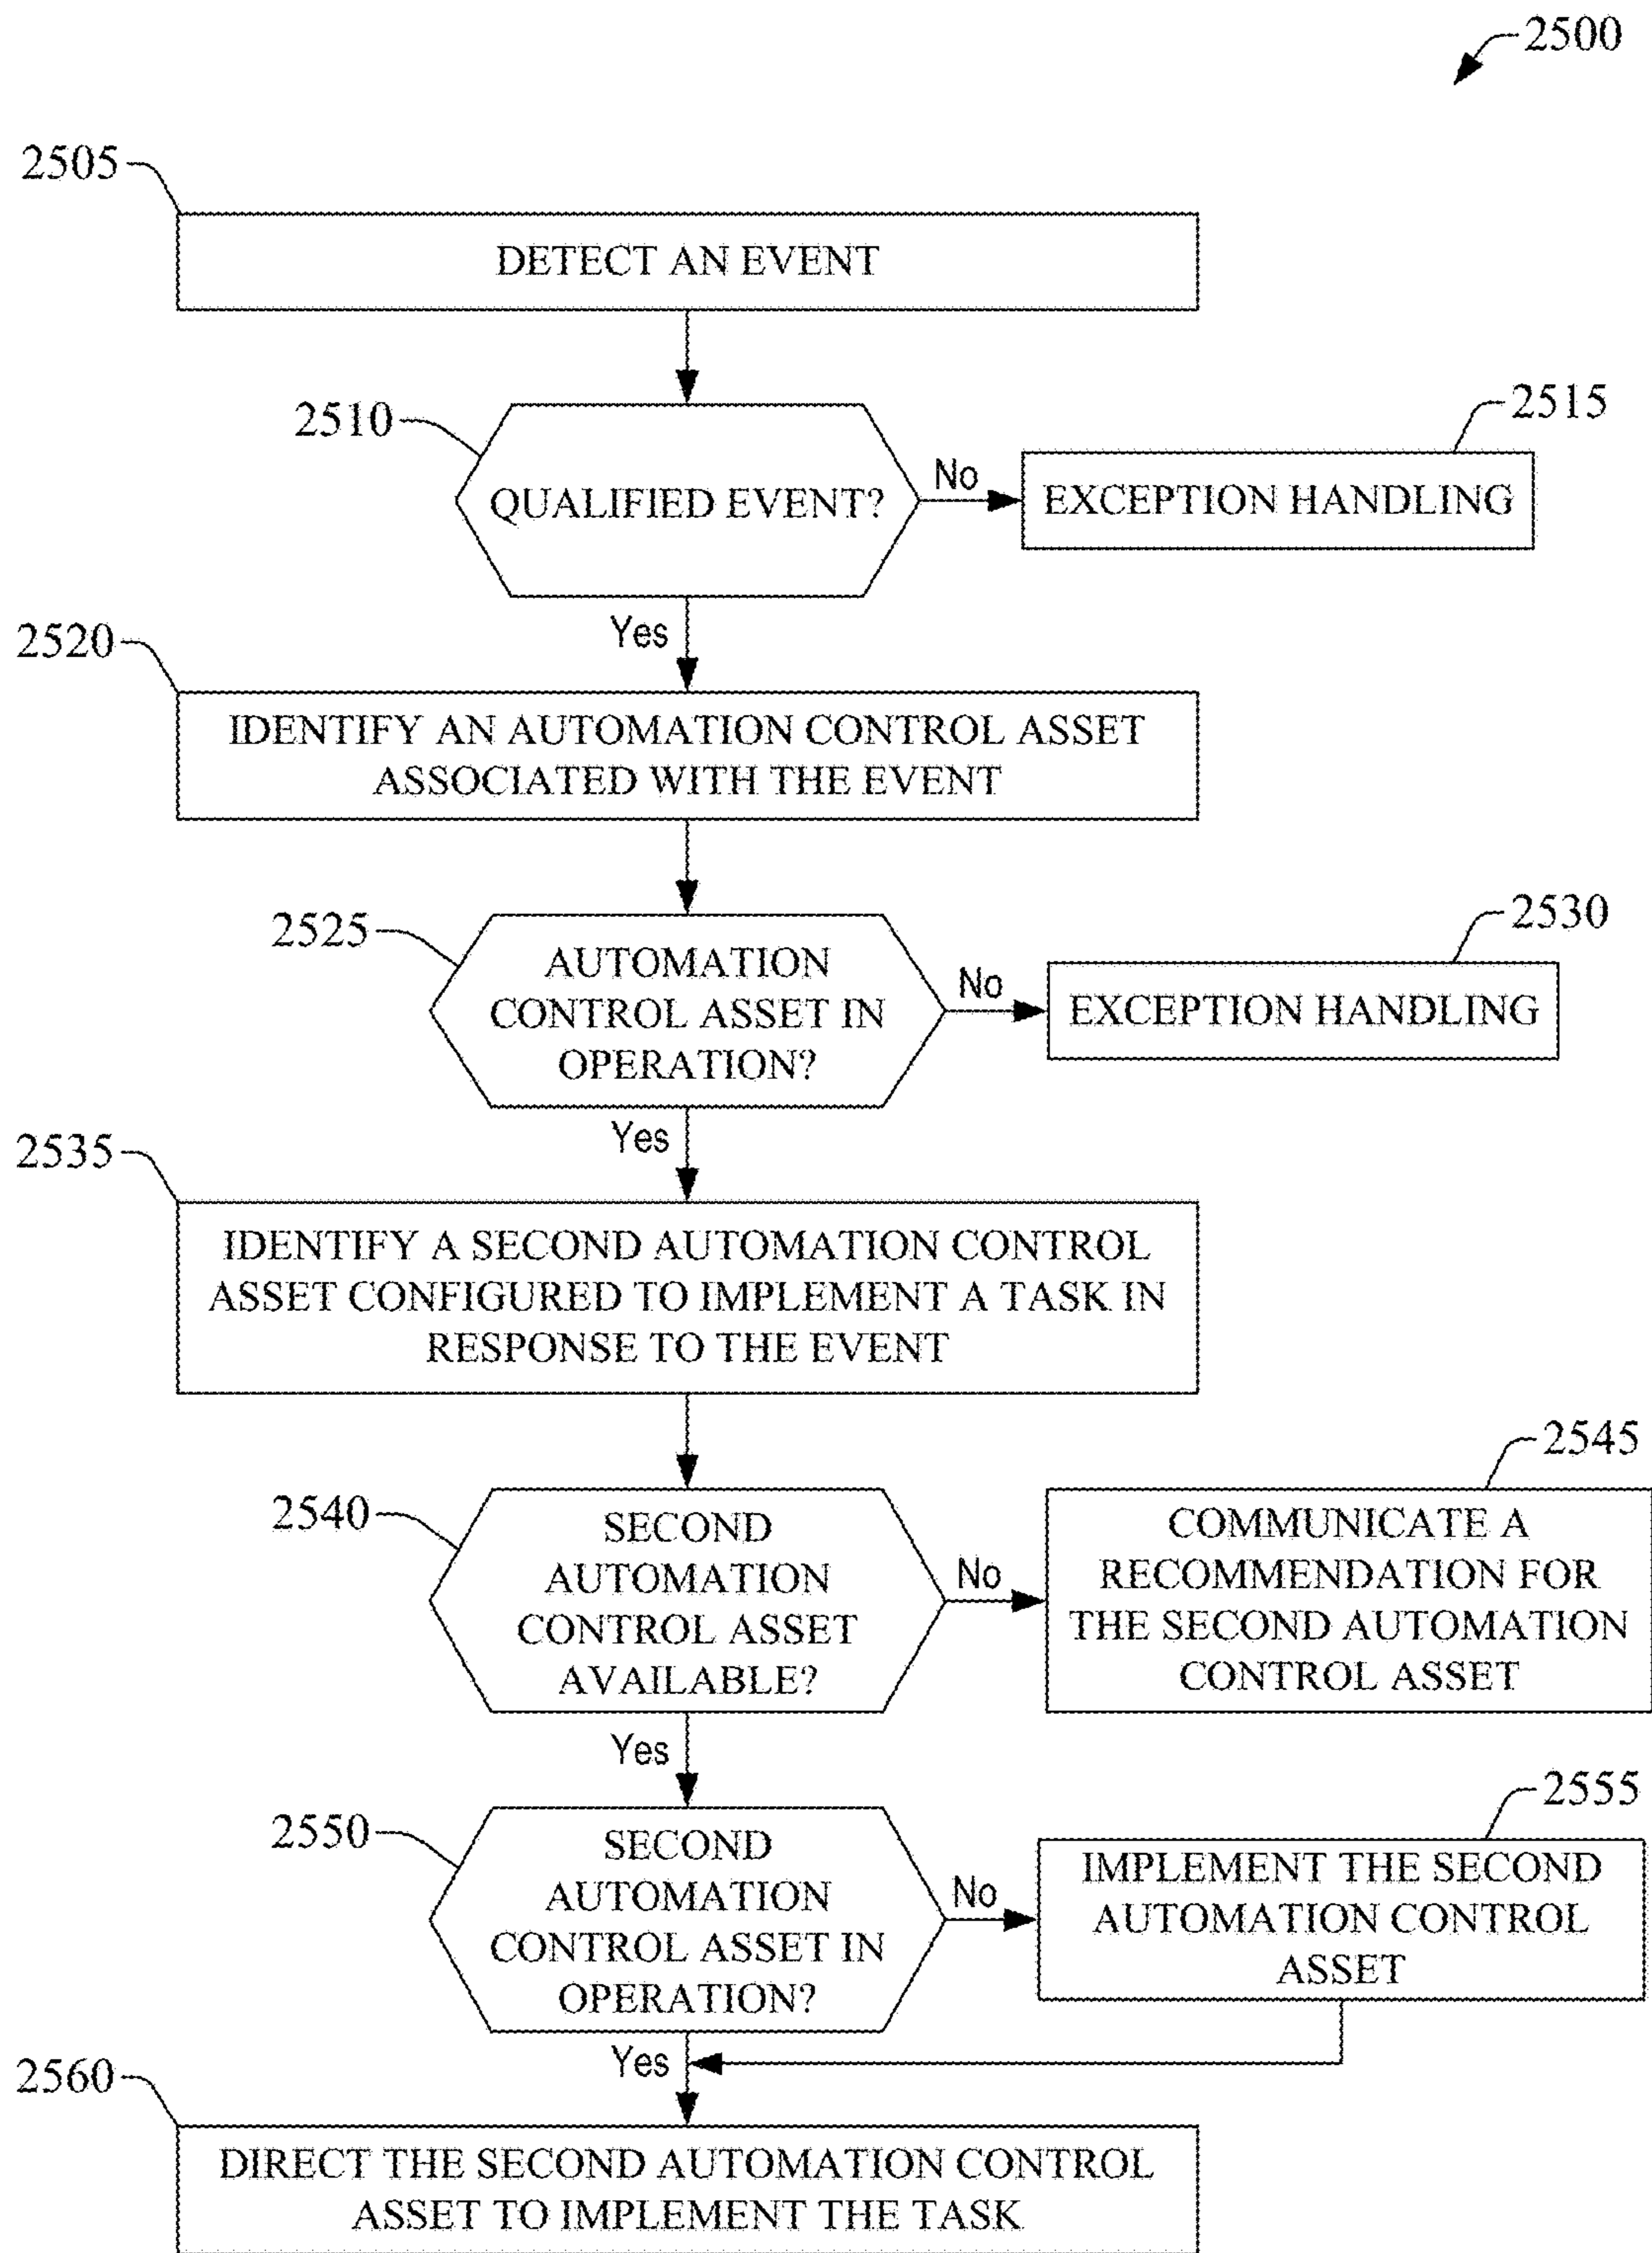 2500
2505
DETECT AN EVENT
2510
QUALIFIED EVENT?
No
2515
EXCEPTION HANDLING
Yes
2520
IDENTIFY AN AUTOMATION CONTROL ASSET
ASSOCIATED WITH THE EVENT
2525
AUTOMATION
CONTROL ASSET IN
OPERATION?
No
2530
EXCEPTION HANDLING
Yes
2535
IDENTIFY A SECOND AUTOMATION CONTROL
ASSET CONFIGURED TO IMPLEMENT A TASK IN
RESPONSE TO THE EVENT
2540
SECOND
AUTOMATION
CONTROL ASSET
AVAILABLE?
No
2545
COMMUNICATE A
RECOMMENDATION FOR
THE SECOND AUTOMATION
CONTROL ASSET
Yes
2550
SECOND
AUTOMATION
CONTROL ASSET IN
OPERATION?
No
2555
IMPLEMENT THE SECOND
AUTOMATION CONTROL
ASSET
Yes
2560
DIRECT THE SECOND AUTOMATION CONTROL
ASSET TO IMPLEMENT THE TASK